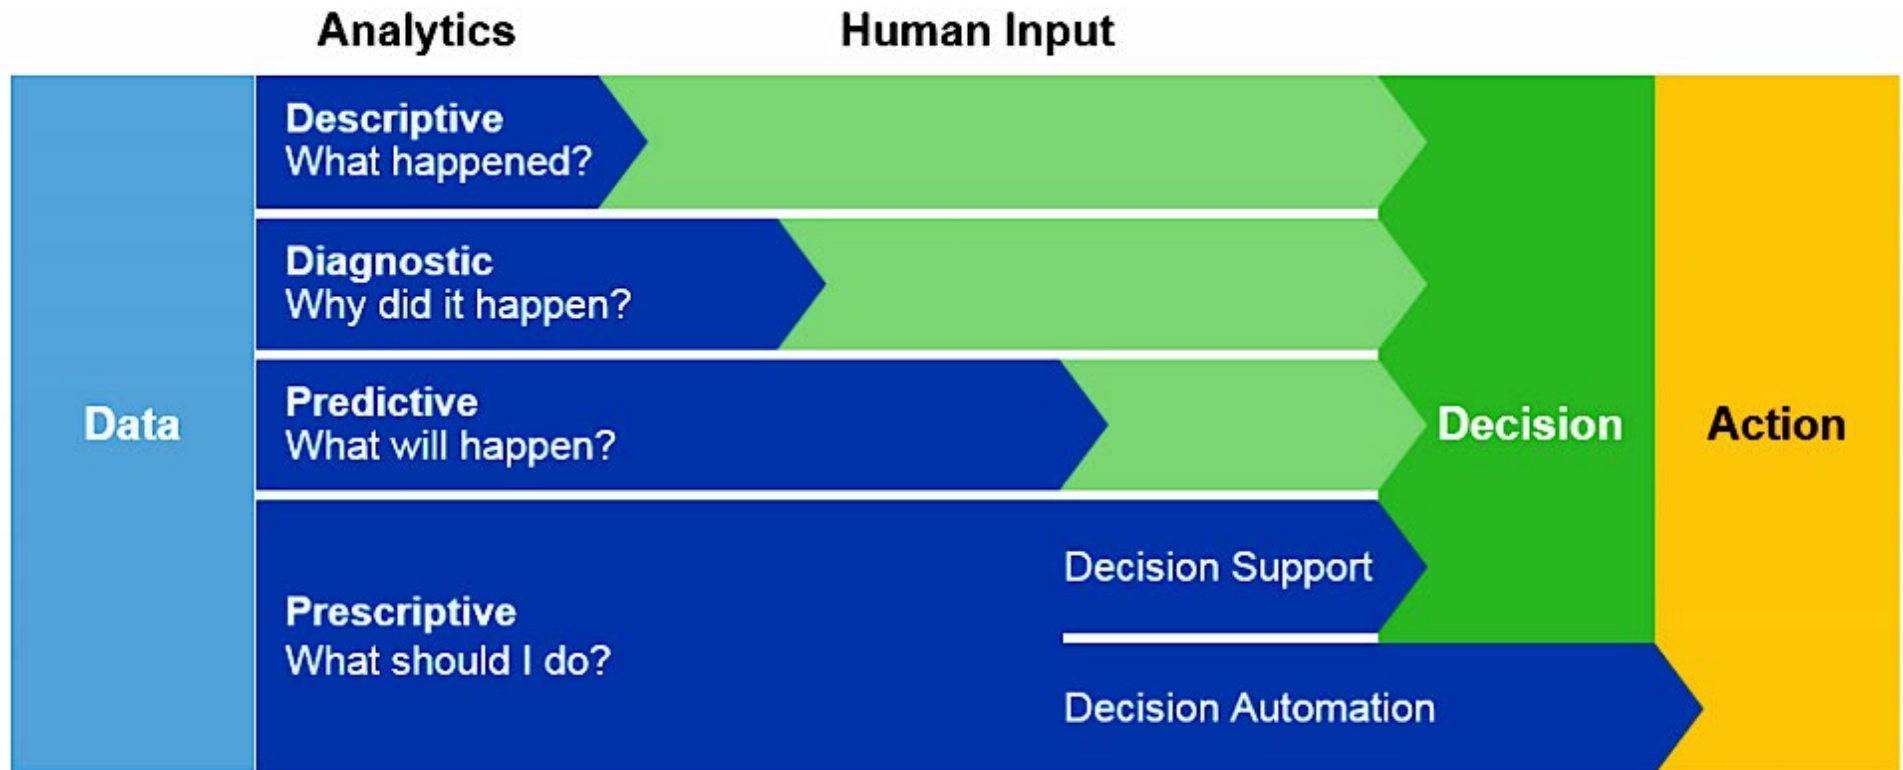 Analytics
Human Input
Data
Descriptive
What happened?
Diagnostic
Why did it happen?
Predictive
What will happen?
Prescriptive
What should I do?
Decision Support
Decision Automation
Decision
Action